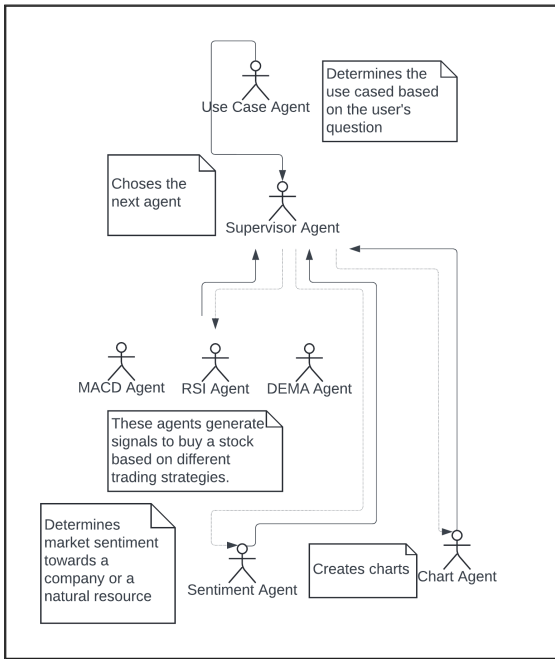 Use Case Agent
Determines the
use cased based
on the user's
question
Choses the
next agent
Supervisor Agent
MACD Agent
RSI Agent
DEMA Agent
These agents generate
signals to buy a stock
based on different
trading strategies.
Determines
market sentiment
towards a
company or a
natural resource
Sentiment Agent
Creates charts
Chart Agent